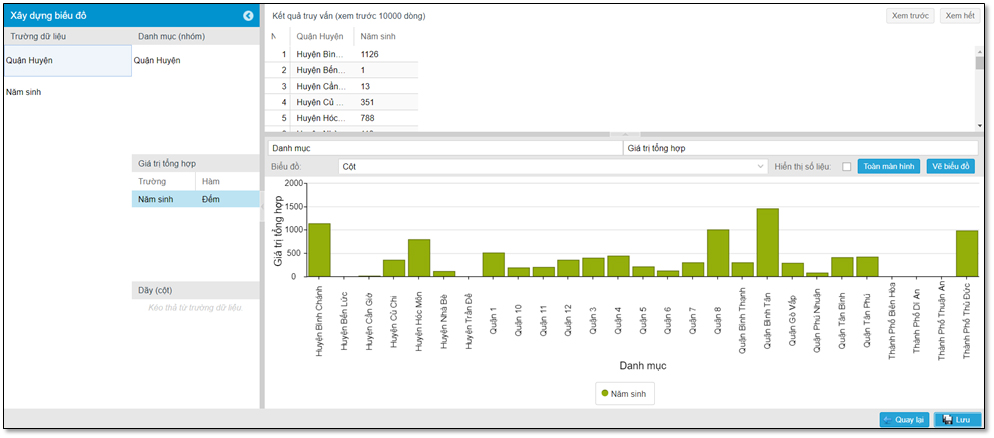 Xây dựng biểu đồ
Trường dữ liệu
Danh mục (nhóm)
Quận Huyện
Quận Huyện
Năm sinh
Giá trị tổng hợp
Trường
Hàm
Năm sinh
Đếm
Dãy (cột)
Kéo thả từ trường dữ liệu
Kết quả truy vấn (xem trước 10000 dòng)
Xem trước
Xem hết
Quận Huyện
Năm sinh
1 Huyện Bìn... 1126
2 Huyện Bến... 1
3 Huyện Cần... 13
4 Huyện Củ ... 351
5 Huyện Hóc... 788
Danh mục
Giá trị tổng hợp
Biểu đồ:
Cột
Hiển thị số liệu:
Toàn màn hình
Vẽ biểu đồ
Giá trị tổng hợp
2000
1500
1000
500
0
Huyện Bình Chánh
Huyện Bến Lức
Huyện Cần Giờ
Huyện Củ Chi
Huyện Hóc Môn
Huyện Nhà Bè
Huyện Trần Đề
Quận 1
Quận 10
Quận 11
Quận 12
Quận 3
Quận 4
Quận 5
Quận 6
Quận 7
Quận 8
Quận Bình Thạnh
Quận Bình Tân
Quận Gò Vấp
Quận Phú Nhuận
Quận Tân Bình
Quận Tân Phú
Thành Phố Biên Hòa
Thành Phố Dĩ An
Thành Phố Thuận An
Thành Phố Thủ Đức
Danh mục
Năm sinh
Quay lại
Lưu